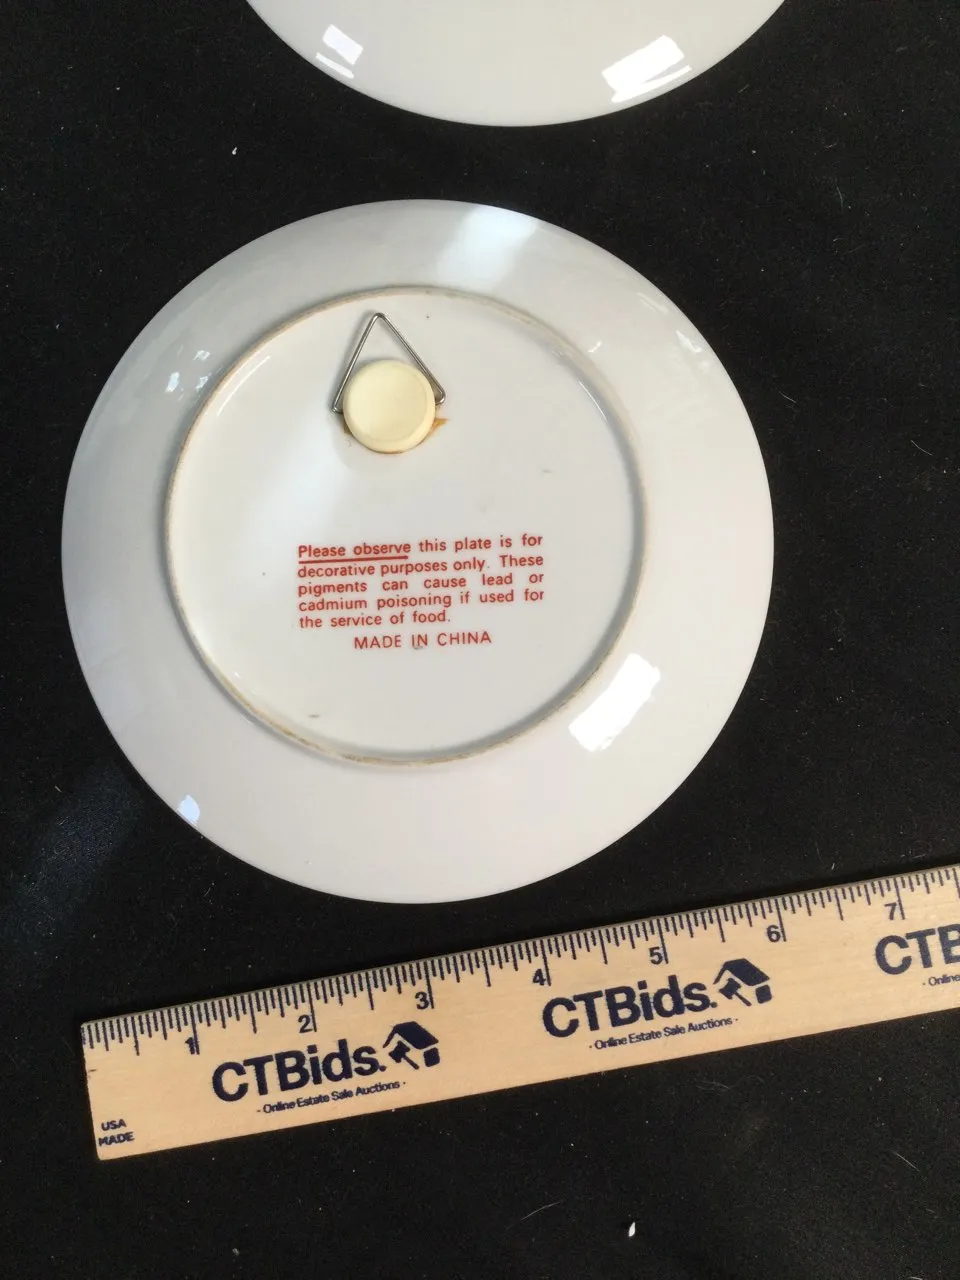 Please observe this plate is for
decorative purposes only. These
pigments can cause lead or
cadmium poisoning if used for
the service of food.
MADE IN CHINA
1 2 3 4 5 6 7
CTBids.
- Online Estate Sale Auctions -
CTBids.
- Online Estate Sale Auctions -
CTB
- Online
USA
MADE